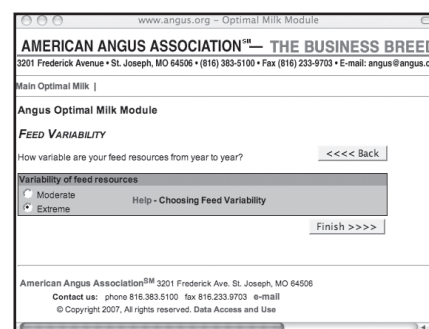 www.angus.org – Optimal Milk Module
AMERICAN ANGUS ASSOCIATION℠— THE BUSINESS BREED
3201 Frederick Avenue • St. Joseph, MO 64506 • (816) 383-5100 • Fax (816) 233-9703 • E-mail: angus@angus.o
Main Optimal Milk |
Angus Optimal Milk Module
FEED VARIABILITY
How variable are your feed resources from year to year?
<<<< Back
Variability of feed resources
Moderate
Help - Choosing Feed Variability
Extreme
Finish >>>>
American Angus Association℠ 3201 Frederick Ave. St. Joseph, MO 64506
Contact us: phone 816.383.5100 fax 816.233.9703 e-mail
© Copyright 2007, All rights reserved. Data Access and Use